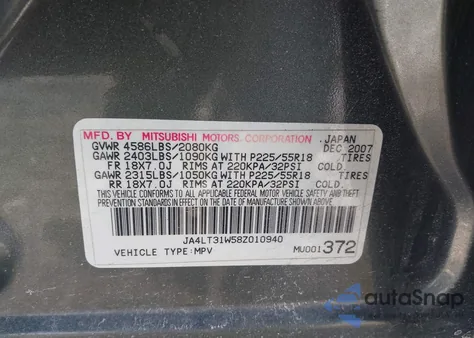 MFD. BY MITSUBISHI MOTORS CORPORATION JAPAN
GVWR 4586LBS/2080KG DEC 2007
GAWR 2403LBS/1090KG WITH P225/55R18 TIRES
FR 18X7.0J RIMS AT 220KPA/32PSI COLD
GAWR 2315LBS/1050KG WITH P225/55R18 TIRES
RR 18X7.0J RIMS AT 220KPA/32PSI COLD.
THIS VEHICLE CONFORMS TO ALL APPLICABLE FEDERAL MOTOR VEHICLE SAFETY AND THEFT
PREVENTION STANDARDS IN EFFECT ON THE DATE OF MANUFACTURE SHOWN ABOVE.
JA4LT31W58Z010940
VEHICLE TYPE:MPV MU001372
autoSnap